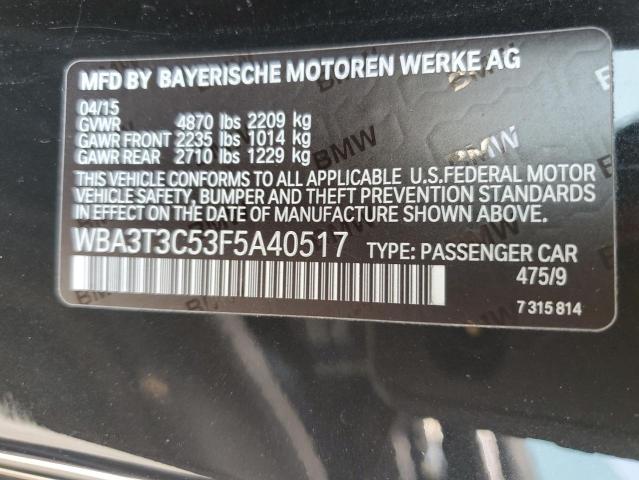 MFD BY BAYERISCHE MOTOREN WERKE AG
04/15
GVWR 4870 lbs 2209 kg
GAWR FRONT 2235 lbs 1014 kg
GAWR REAR 2710 lbs 1229 kg
THIS VEHICLE CONFORMS TO ALL APPLICABLE U.S.FEDERAL MOTOR
VEHICLE SAFETY, BUMPER AND THEFT PREVENTION STANDARDS
IN EFFECT ON THE DATE OF MANUFACTURE SHOWN ABOVE.
WBA3T3C53F5A40517 TYPE: PASSENGER CAR
475/9
7 315 814